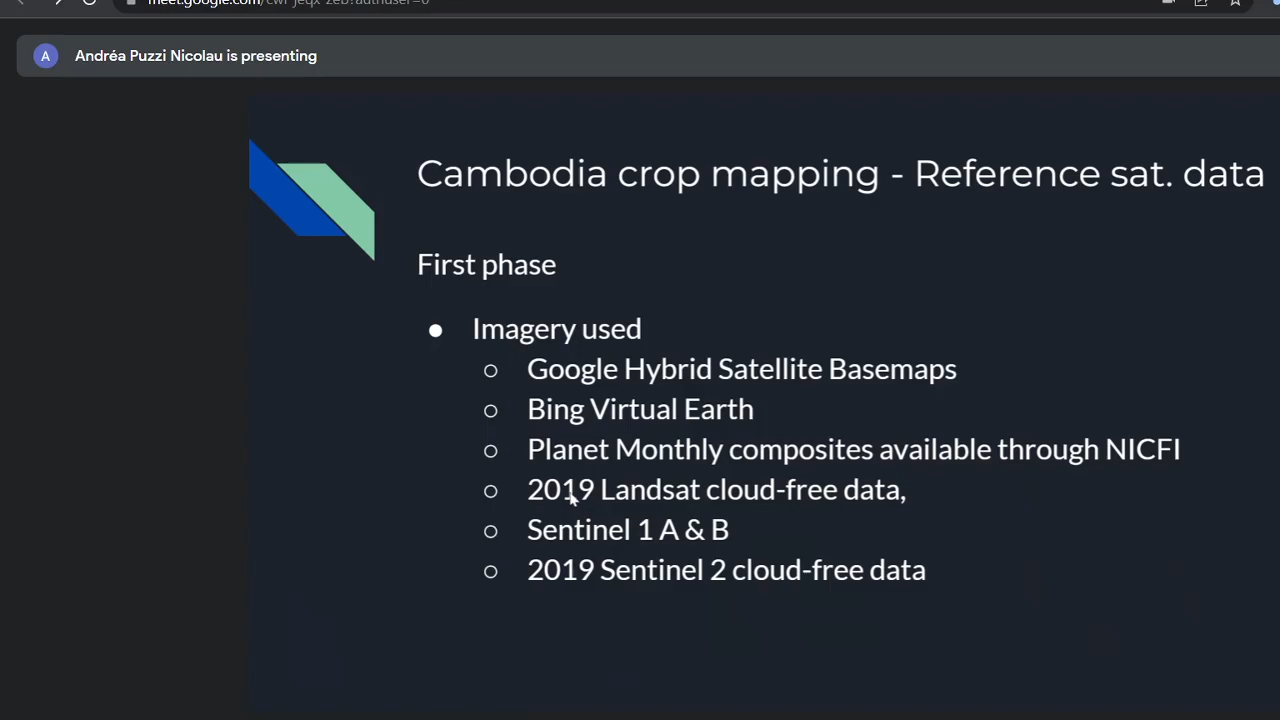 A
Andréa Puzzi Nicolau is presenting
Cambodia crop mapping - Reference sat. data
First phase
Imagery used
Google Hybrid Satellite Basemaps
Bing Virtual Earth
Planet Monthly composites available through NICFI
2019 Landsat cloud-free data,
Sentinel 1 A & B
2019 Sentinel 2 cloud-free data